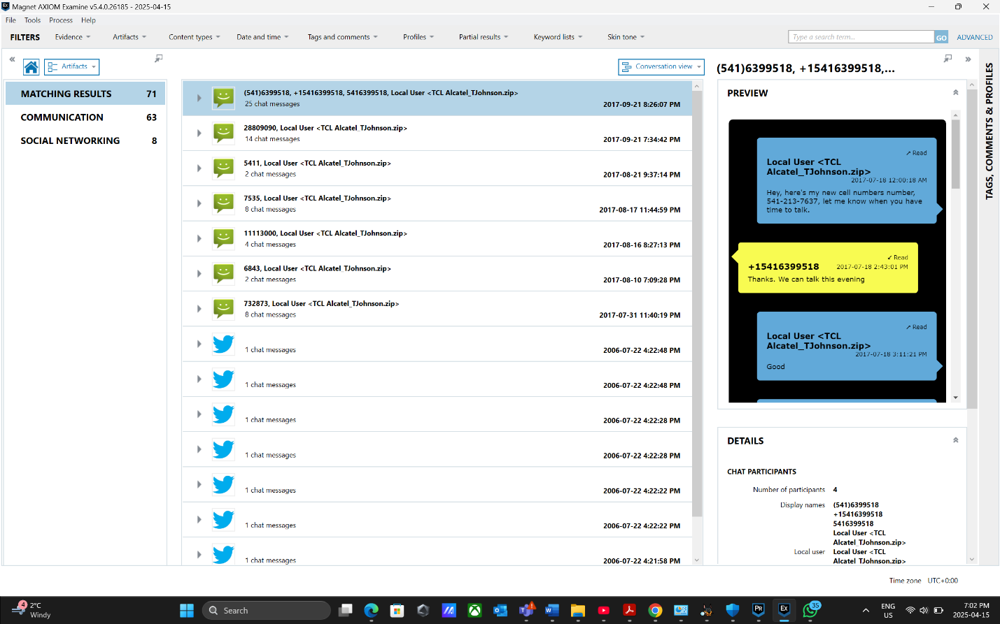 Magnet AXIOM Examine v5.4.0.26185 - 2025-04-15
File Tools Process Help
FILTERS Evidence Artifacts Content types Date and time Tags and comments Profiles Partial results Keyword lists Skin tone Type a search term... GO ADVANCED
Artifacts
Conversation view
MATCHING RESULTS 71
COMMUNICATION 63
SOCIAL NETWORKING 8
(541)6399518, +15416399518, 5416399518, Local User <TCL Alcatel_TJohnson.zip>
25 chat messages 2017-09-21 8:26:07 PM
28809090, Local User <TCL Alcatel_TJohnson.zip>
14 chat messages 2017-09-21 7:34:42 PM
5411, Local User <TCL Alcatel_TJohnson.zip>
2 chat messages 2017-08-21 9:37:14 PM
7535, Local User <TCL Alcatel_TJohnson.zip>
8 chat messages 2017-08-17 11:44:59 PM
11113000, Local User <TCL Alcatel_TJohnson.zip>
4 chat messages 2017-08-16 8:27:13 PM
6843, Local User <TCL Alcatel_TJohnson.zip>
2 chat messages 2017-08-10 7:09:28 PM
732873, Local User <TCL Alcatel_TJohnson.zip>
8 chat messages 2017-07-31 11:40:19 PM
1 chat messages 2006-07-22 4:22:48 PM
1 chat messages 2006-07-22 4:22:48 PM
1 chat messages 2006-07-22 4:22:28 PM
1 chat messages 2006-07-22 4:22:28 PM
1 chat messages 2006-07-22 4:22:22 PM
1 chat messages 2006-07-22 4:22:22 PM
1 chat messages 2006-07-22 4:21:58 PM
(541)6399518, +15416399518,...
PREVIEW
Read
Local User <TCL
Alcatel_TJohnson.zip>
2017-07-18 12:00:18 AM
Hey, here's my new cell numbers number,
541-213-7637, let me know when you have
time to talk.
Read
+15416399518 2017-07-18 2:43:01 PM
Thanks. We can talk this evening
Read
Local User <TCL
Alcatel_TJohnson.zip>
2017-07-18 3:11:21 PM
Good
DETAILS
CHAT PARTICIPANTS
Number of participants 4
Display names (541)6399518
+15416399518
5416399518
Local User <TCL
Alcatel_TJohnson.zip>
Local user Local User <TCL
Alcatel_TJohnson.zip>
TAGS, COMMENTS & PROFILES
Time zone UTC+0:00
4
2°C
Windy
Search
35
ENG
US
7:02 PM
2025-04-15